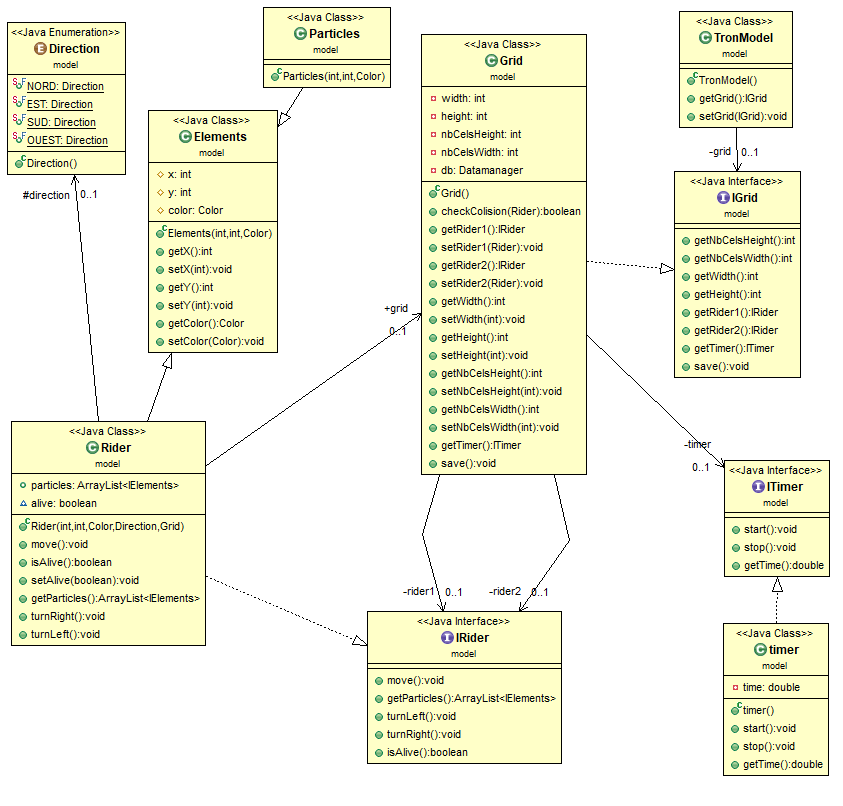 <<Java Enumeration>>
Direction
model
NORD: Direction
EST: Direction
SUD: Direction
OUEST: Direction
Direction()
<<Java Class>>
Particles
model
Particles(int,int,Color)
<<Java Class>>
Elements
model
x: int
y: int
color: Color
Elements(int,int,Color)
getX():int
setX(int):void
getY():int
setY(int):void
getColor():Color
setColor(Color):void
<<Java Class>>
Grid
model
width: int
height: int
nbCelsHeight: int
nbCelsWidth: int
db: Datamanager
Grid()
checkColision(Rider):boolean
getRider1():IRider
setRider1(Rider):void
getRider2():IRider
setRider2(Rider):void
getWidth():int
setWidth(int):void
getHeight():int
setHeight(int):void
getNbCelsHeight():int
setNbCelsHeight(int):void
getNbCelsWidth():int
setNbCelsWidth(int):void
getTimer():ITimer
save():void
<<Java Class>>
TronModel
model
TronModel()
getGrid():IGrid
setGrid(IGrid):void
-grid 0..1
<<Java Interface>>
IGrid
model
getNbCelsHeight():int
getNbCelsWidth():int
getWidth():int
getHeight():int
getRider1():IRider
getRider2():IRider
getTimer():ITimer
save():void
#direction 0..1
+grid
0..1
<<Java Class>>
Rider
model
particles: ArrayList<IElements>
alive: boolean
Rider(int,int,Color,Direction,Grid)
move():void
isAlive():boolean
setAlive(boolean):void
getParticles():ArrayList<IElements>
turnRight():void
turnLeft():void
-timer
0..1
<<Java Interface>>
ITimer
model
start():void
stop():void
getTime():double
-rider1 0..1
-rider2 0..1
<<Java Interface>>
IRider
model
move():void
getParticles():ArrayList<IElements>
turnLeft():void
turnRight():void
isAlive():boolean
<<Java Class>>
timer
model
time: double
timer()
start():void
stop():void
getTime():double